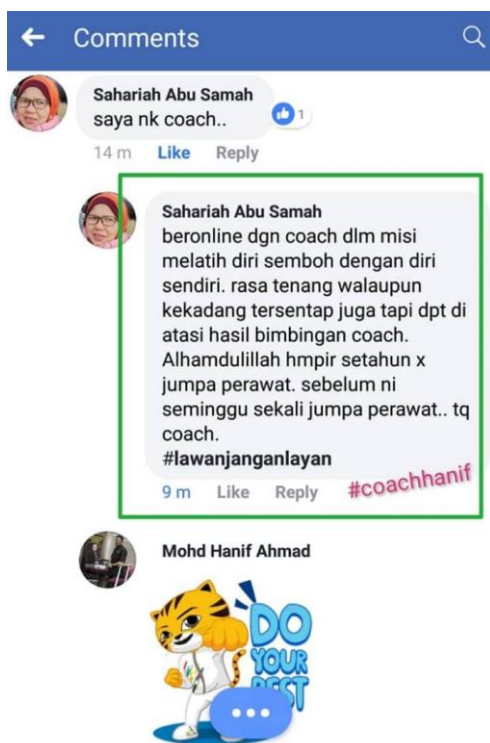 Comments
Sahariah Abu Samah
saya nk coach..
1
14 m Like Reply
Sahariah Abu Samah
beronline dgn coach dlm misi
melatih diri semboh dengan diri
sendiri. rasa tenang walaupun
kekadang tersentap juga tapi dpt di
atasi hasil bimbingan coach.
Alhamdulillah hmpir setahun x
jumpa perawat. sebelum ni
seminggu sekali jumpa perawat.. tq
coach.
#lawanjanganlayan
9 m Like Reply #coachhanif
Mohd Hanif Ahmad
DO
YOUR
BEST